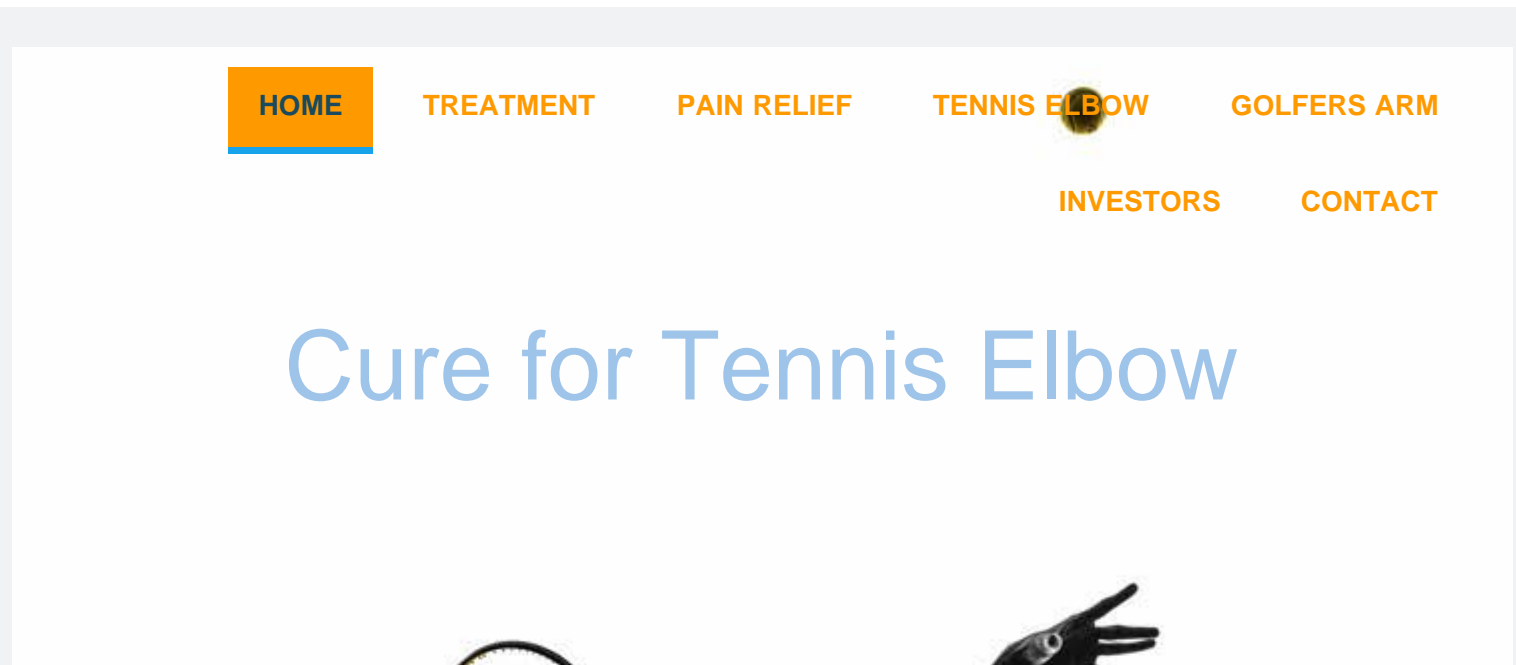 HOME TREATMENT PAIN RELIEF TENNIS ELBOW GOLFERS ARM
INVESTORS CONTACT
Cure for Tennis Elbow